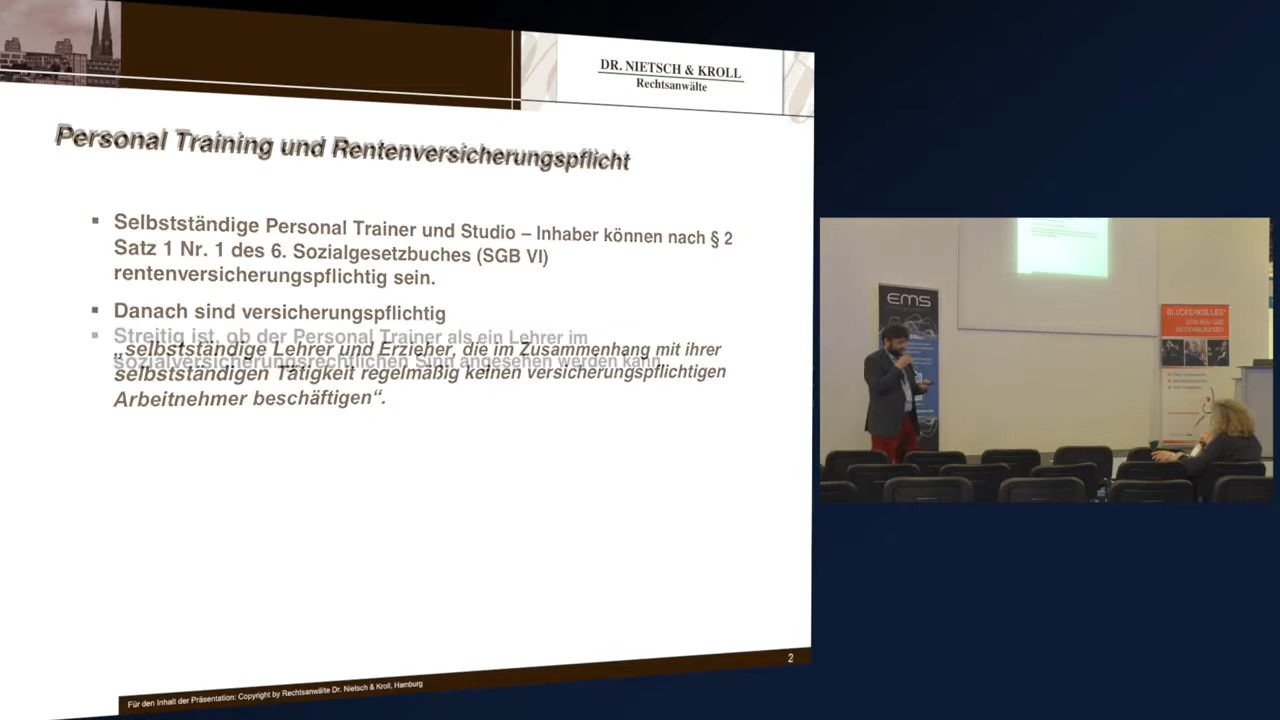 DR. NIETSCH & KROLL
Rechtsanwälte
Personal Training und Rentenversicherungspflicht
Selbstständige Personal Trainer und Studio – Inhaber können nach § 2
Satz 1 Nr. 1 des 6. Sozialgesetzbuches (SGB VI)
rentenversicherungspflichtig sein.
Danach sind versicherungspflichtig
Streitig ist, ob der Personal Trainer als ein Lehrer im
„selbstständige Lehrer und Erzieher, die im Zusammenhang mit ihrer
sozialversicherungsrechtlichen Sinn angesehen werden kann.
selbstständigen Tätigkeit regelmäßig keinen versicherungspflichtigen
Arbeitnehmer beschäftigen“.
2
Für den Inhalt der Präsentation: Copyright by Rechtsanwälte Dr. Nietsch & Kroll, Hamburg
EMS
GLUCKERKOLLEG